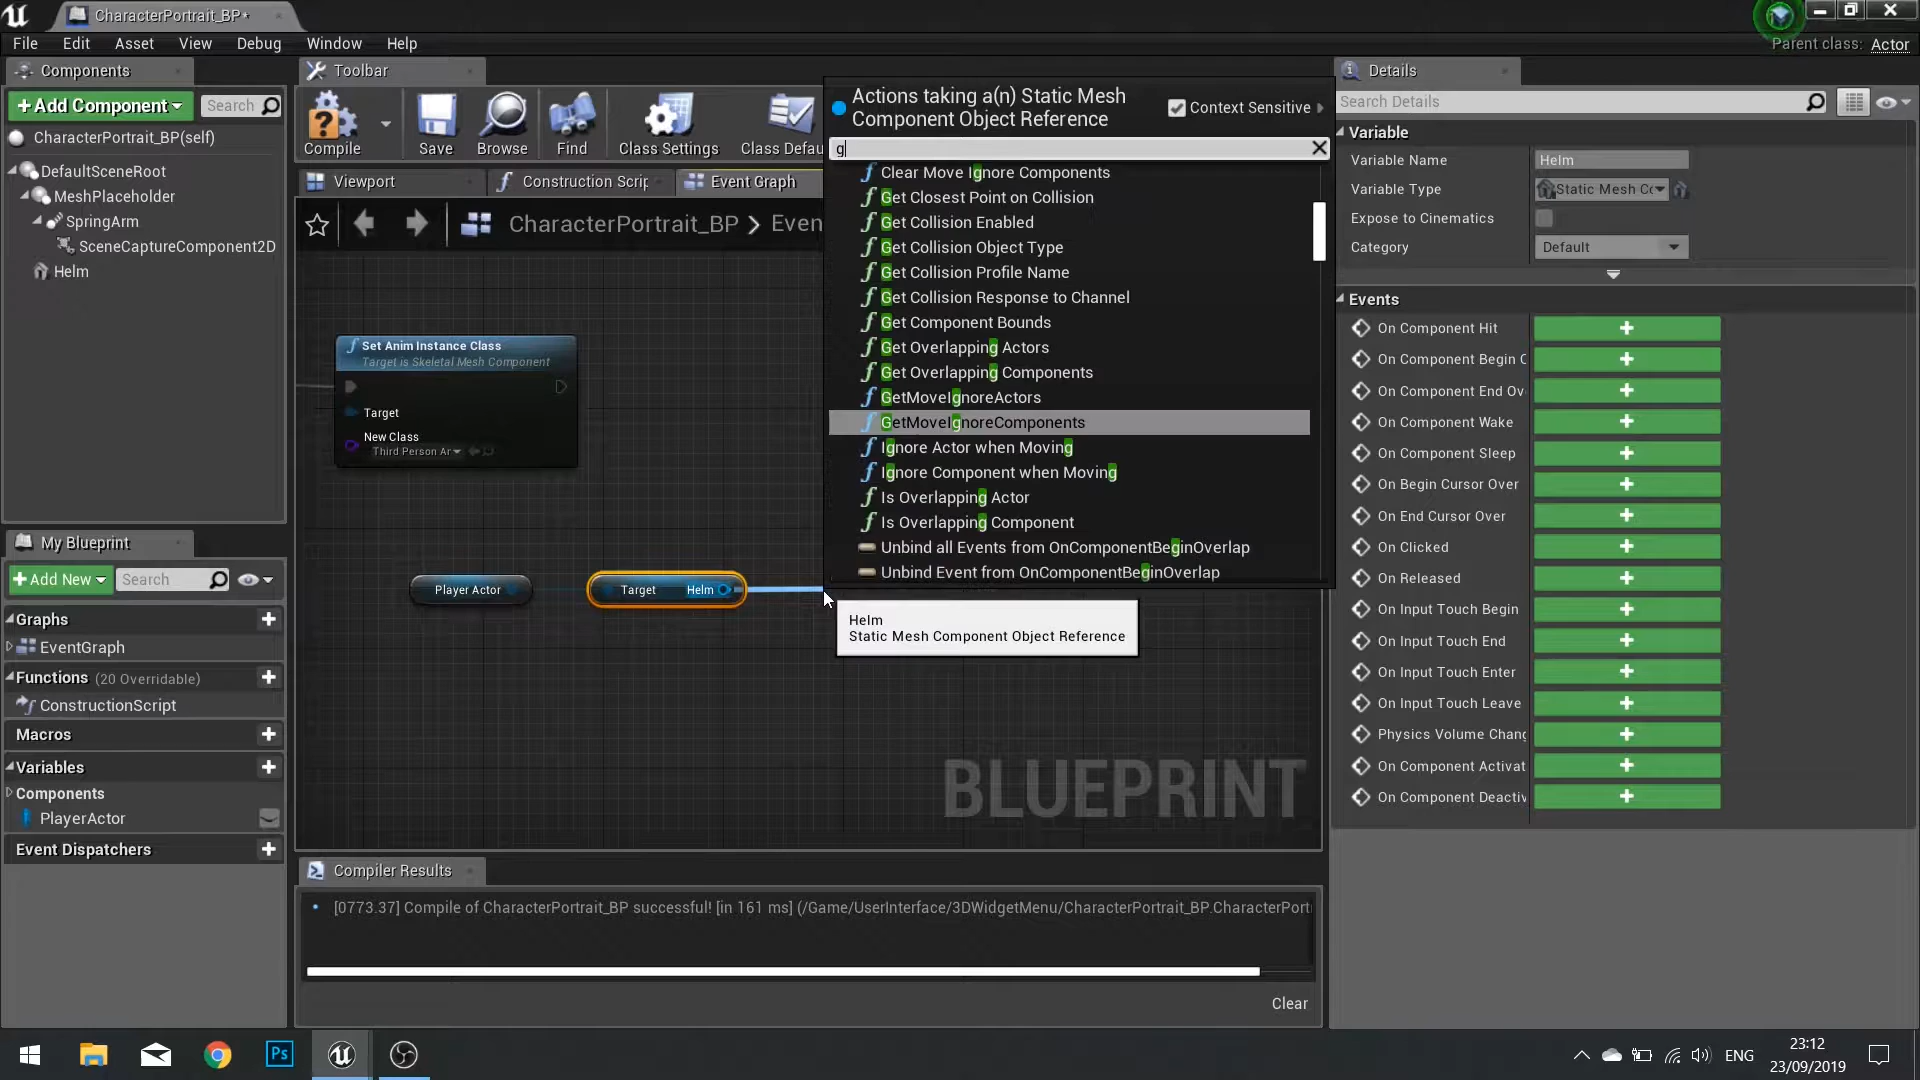 CharacterPortrait_BP*
File Edit Asset View Debug Window Help
Parent class: Actor
Components
+Add Component
Search
CharacterPortrait_BP(self)
DefaultSceneRoot
MeshPlaceholder
SpringArm
SceneCaptureComponent2D
Helm
My Blueprint
+Add New
Search
Graphs
EventGraph
Functions (20 Overridable)
ConstructionScript
Macros
Variables
Components
PlayerActor
Event Dispatchers
Toolbar
Compile
Save
Browse
Find
Class Settings
Class Defau
Viewport
Construction Scrip
Event Graph
CharacterPortrait_BP > Even
Set Anim Instance Class
Target is Skeletal Mesh Component
Target
New Class
Third Person Ar
Player Actor
Target Helm
BLUEPRINT
Actions taking a(n) Static Mesh
Component Object Reference
Context Sensitive
g
Clear Move Ignore Components
Get Closest Point on Collision
Get Collision Enabled
Get Collision Object Type
Get Collision Profile Name
Get Collision Response to Channel
Get Component Bounds
Get Overlapping Actors
Get Overlapping Components
GetMoveIgnoreActors
GetMoveIgnoreComponents
Ignore Actor when Moving
Ignore Component when Moving
Is Overlapping Actor
Is Overlapping Component
Unbind all Events from OnComponentBeginOverlap
Unbind Event from OnComponentBeginOverlap
Helm
Static Mesh Component Object Reference
Compiler Results
[0773.37] Compile of CharacterPortrait_BP successful! [in 161 ms] (/Game/UserInterface/3DWidgetMenu/CharacterPortrait_BP.CharacterPort
Clear
Details
Search Details
Variable
Variable Name Helm
Variable Type Static Mesh Cc
Expose to Cinematics
Category Default
Events
On Component Hit
On Component Begin C
On Component End Ov
On Component Wake
On Component Sleep
On Begin Cursor Over
On End Cursor Over
On Clicked
On Released
On Input Touch Begin
On Input Touch End
On Input Touch Enter
On Input Touch Leave
Physics Volume Chang
On Component Activat
On Component Deactiv
Ps
ENG
23:12
23/09/2019